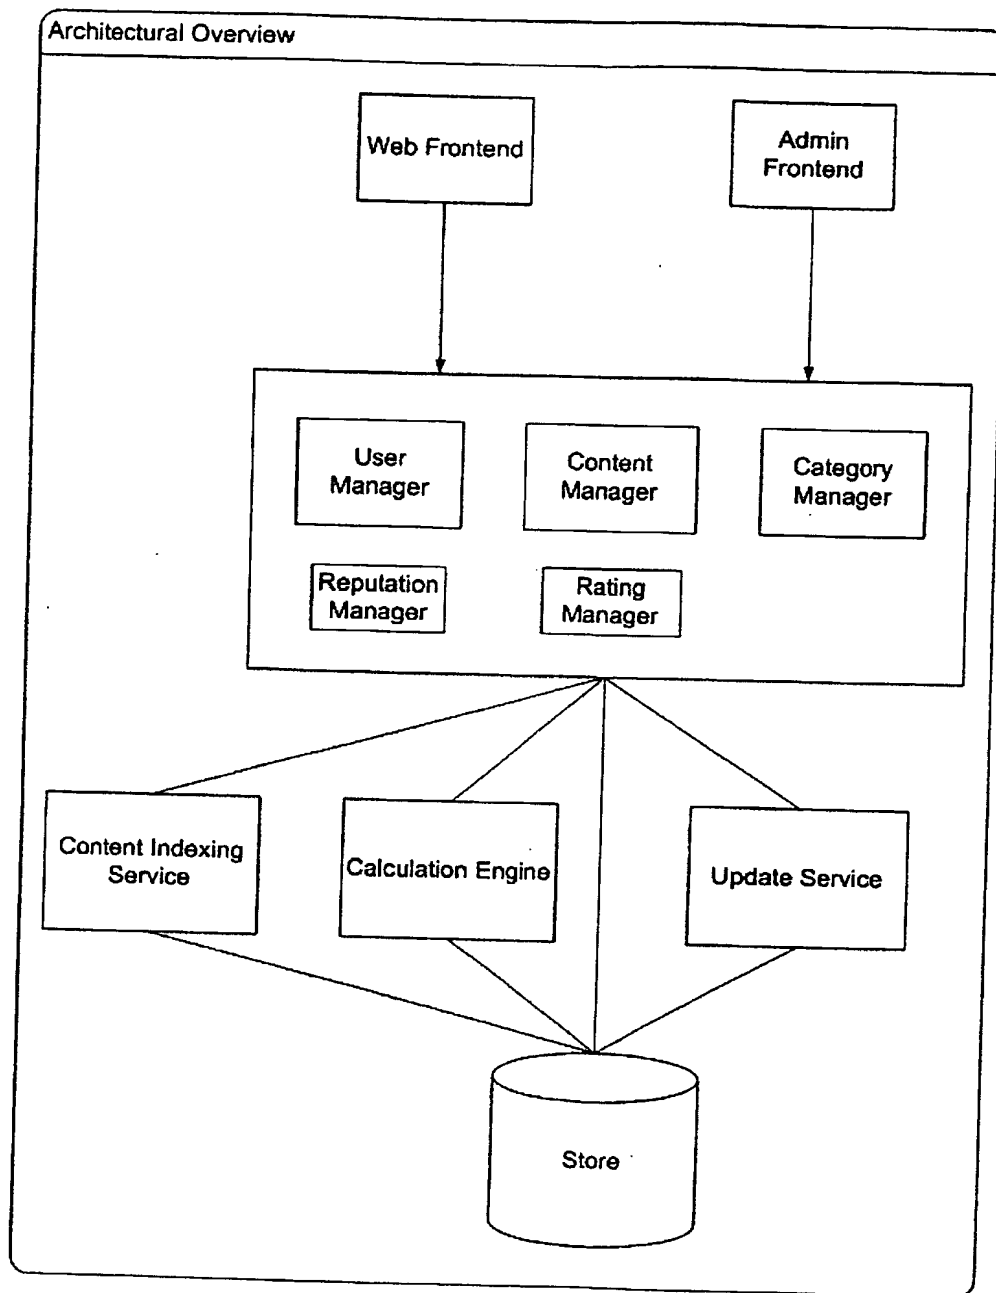 Architectural Overview
Web Frontend
Admin
Frontend
User
Manager
Content
Manager
Category
Manager
Reputation
Manager
Rating
Manager
Content Indexing
Service
Calculation Engine
Update Service
Store